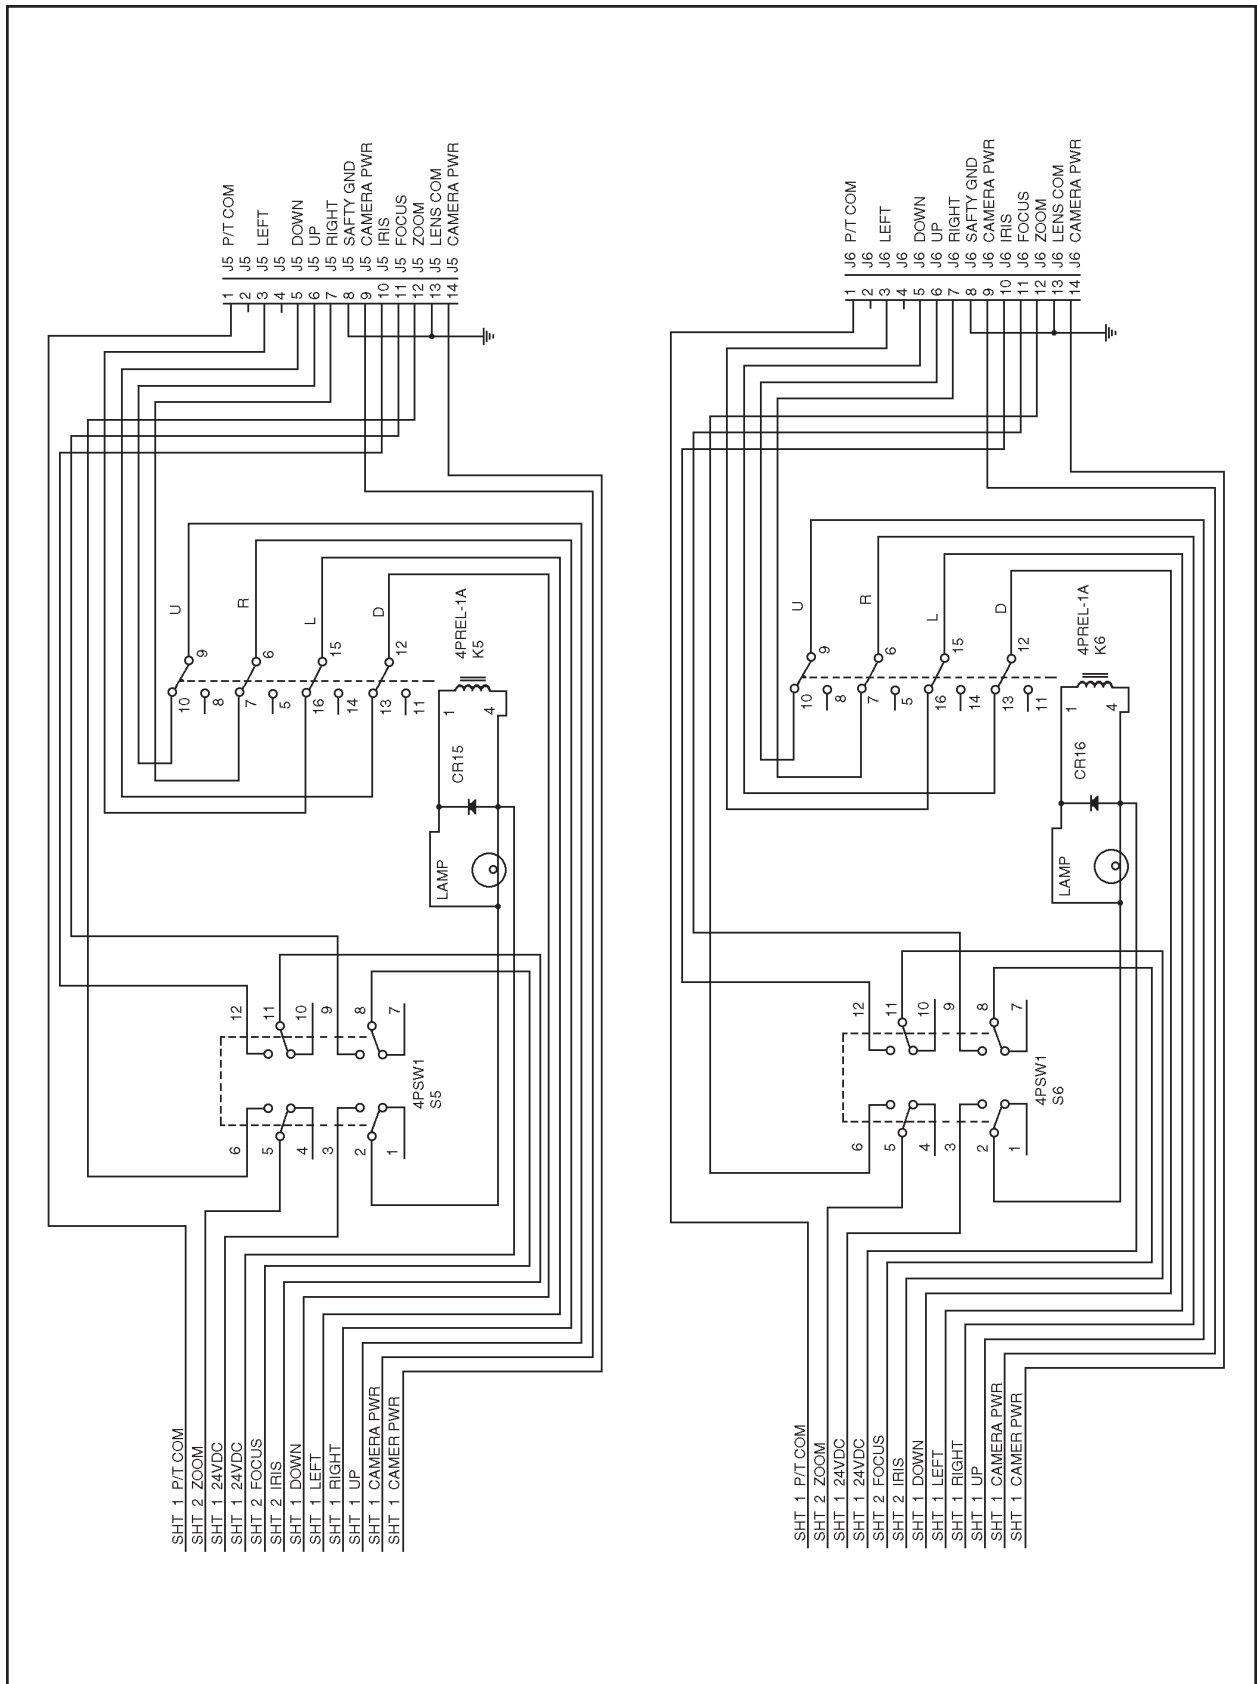 J5 P/T COM
J5
J5 LEFT
J5
J5 DOWN
J5 UP
J5 RIGHT
J5 SAFTY GND
J5 CAMERA PWR
J5 IRIS
J5 FOCUS
J5 ZOOM
J5 LENS COM
J5 CAMERA PWR
1
2
3
4
5
6
7
8
9
10
11
12
13
14
U
R
L
D
9
6
15
12
10
8
7
5
16
14
13
11
1
4
4PREL-1A
K5
CR15
LAMP
12
11
10
9
8
7
6
5
4
3
2
1
4PSW1
S5
SHT 1 P/T COM
SHT 2 ZOOM
SHT 1 24VDC
SHT 1 24VDC
SHT 2 FOCUS
SHT 2 IRIS
SHT 1 DOWN
SHT 1 LEFT
SHT 1 RIGHT
SHT 1 UP
SHT 1 CAMERA PWR
SHT 1 CAMER PWR
J6 P/T COM
J6
J6 LEFT
J6
J6 DOWN
J6 UP
J6 RIGHT
J6 SAFTY GND
J6 CAMERA PWR
J6 IRIS
J6 FOCUS
J6 ZOOM
J6 LENS COM
J6 CAMERA PWR
1
2
3
4
5
6
7
8
9
10
11
12
13
14
U
R
L
D
9
6
15
12
10
8
7
5
16
14
13
11
1
4
4PREL-1A
K6
CR16
LAMP
12
11
10
9
8
7
6
5
4
3
2
1
4PSW1
S6
SHT 1 P/T COM
SHT 2 ZOOM
SHT 1 24VDC
SHT 1 24VDC
SHT 2 FOCUS
SHT 2 IRIS
SHT 1 DOWN
SHT 1 LEFT
SHT 1 RIGHT
SHT 1 UP
SHT 1 CAMERA PWR
SHT 1 CAMER PWR